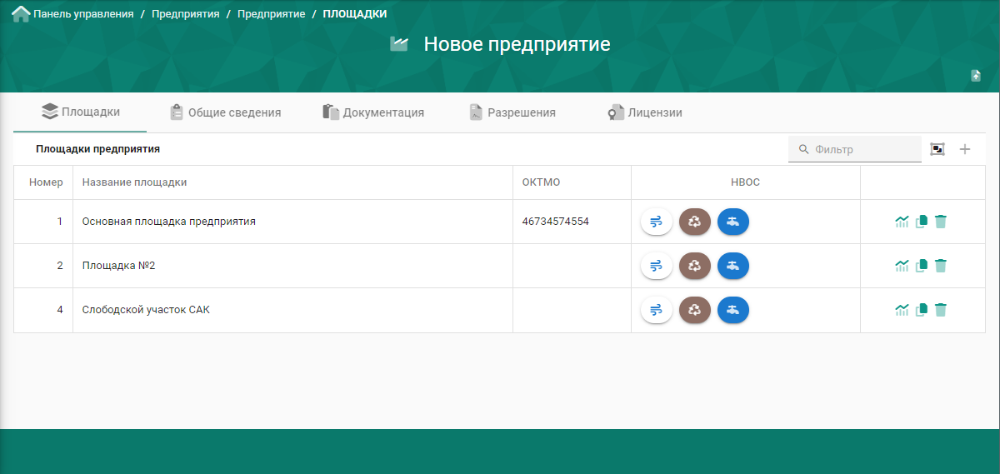 Панель управления / Предприятия / Предприятие / ПЛОЩАДКИ
Новое предприятие
Площадки Общие сведения Документация Разрешения Лицензии
Площадки предприятия Фильтр
Номер Название площадки ОКТМО НВОС
1 Основная площадка предприятия 46734574554
2 Площадка №2
4 Слободской участок САК